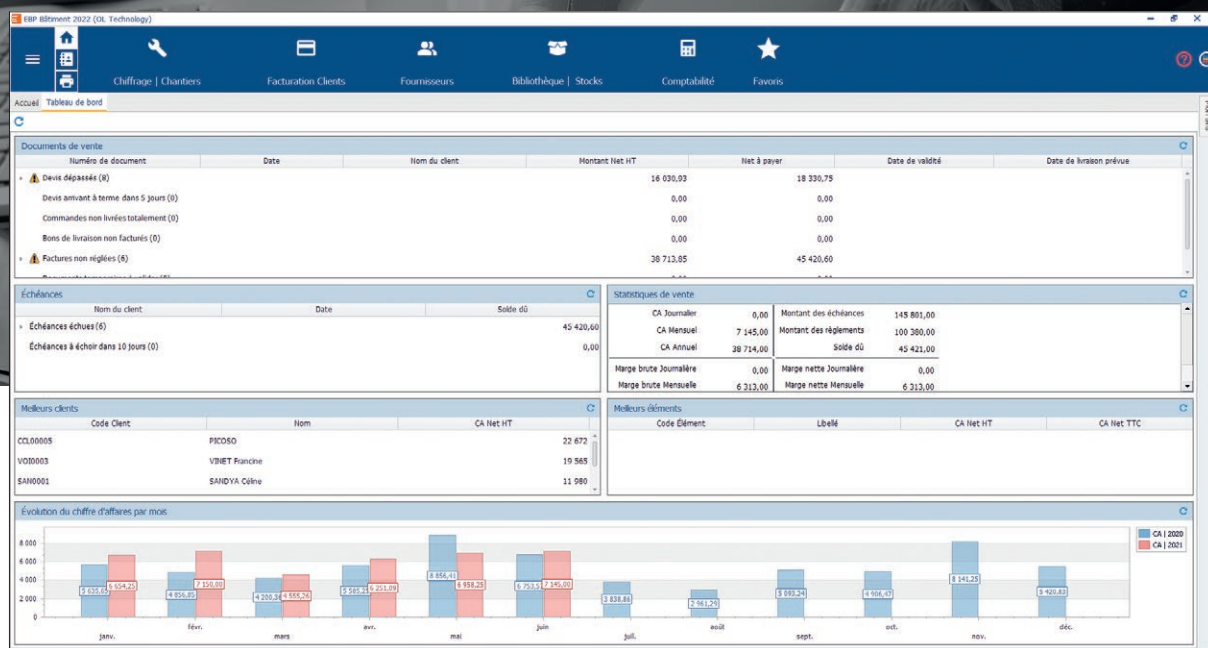 EBP Bâtiment 2022 (OL Technology)
Chiffrage | Chantiers
Facturation Clients
Fournisseurs
Bibliothèque | Stocks
Comptabilité
Favoris
Accueil Tableau de bord
Documents de vente
Numéro de document Date Nom du client Montant Net HT Net à payer Date de validité Date de livraison prévue
Devis dépassés (8) 16 030,93 18 330,75
Devis arrivant à terme dans 5 jours (0) 0,00 0,00
Commandes non livrées totalement (0) 0,00 0,00
Bons de livraison non facturés (0) 0,00 0,00
Factures non réglées (6) 38 713,85 45 420,60
Échéances
Nom du client Date Solde dû
Échéances échues (6) 45 420,60
Échéances à échoir dans 10 jours (0) 0,00
Statistiques de vente
CA Journalier 0,00 Montant des échéances 145 801,00
CA Mensuel 7 145,00 Montant des règlements 100 380,00
CA Annuel 38 714,00 Solde dû 45 421,00
Marge brute Journalière 0,00 Marge nette Journalière 0,00
Marge brute Mensuelle 6 313,00 Marge nette Mensuelle 6 313,00
Meilleurs clients
Code Client Nom CA Net HT
CCL00005 PICOSO 22 672
VOI0003 VINET Francine 19 565
SAN0001 SANDYA Céline 11 980
Meilleurs éléments
Code Élément Libellé CA Net HT CA Net TTC
Évolution du chiffre d'affaires par mois
CA | 2020
CA | 2021
8 000
6 000
4 000
2 000
0
6 654,25
4 856,85 7 150,00
4 555,26
6 251,09
8 856,41 6 958,25
7 145,00
3 838,86
2 961,29
5 093,24
4 906,47
8 141,25
5 420,83
janv. févr. mars avr. mai juin juil. août sept. oct. nov. déc.